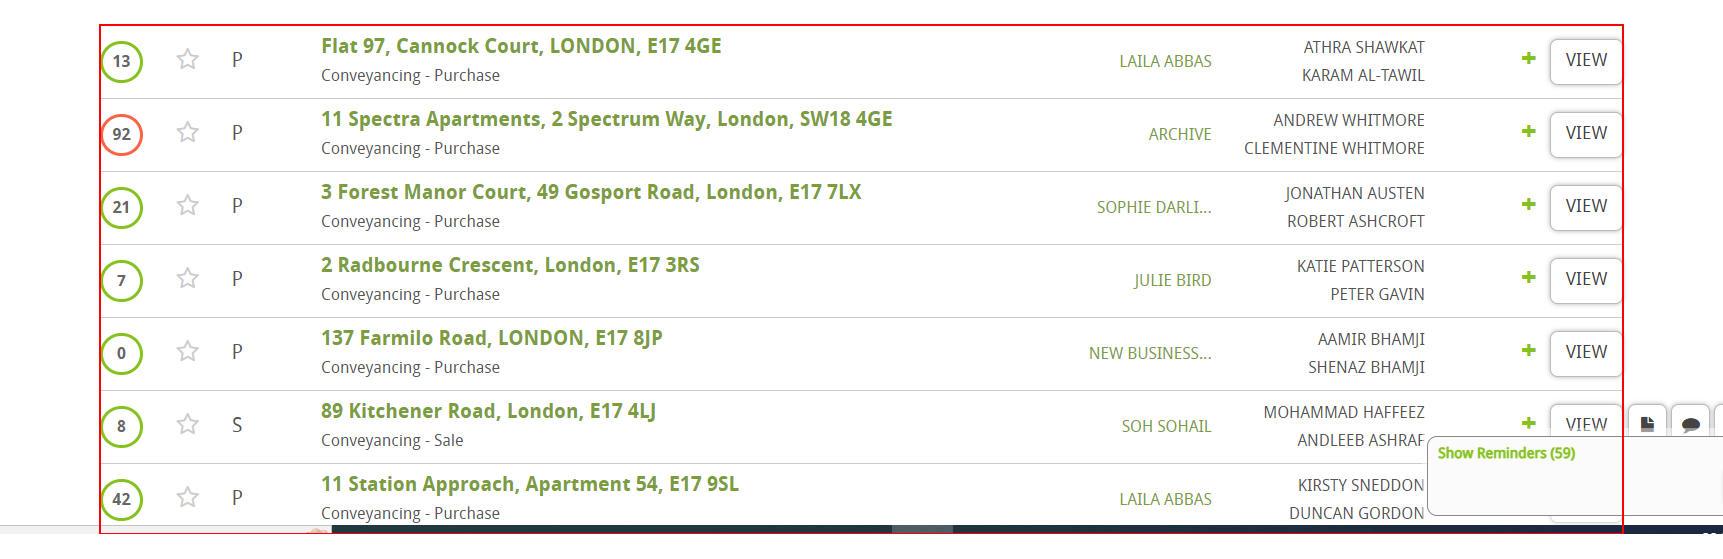 13 P Flat 97, Cannock Court, LONDON, E17 4GE LAILA ABBAS ATHRA SHAWKAT + VIEW
Conveyancing - Purchase KARAM AL-TAWIL
92 P 11 Spectra Apartments, 2 Spectrum Way, London, SW18 4GE ARCHIVE ANDREW WHITMORE + VIEW
Conveyancing - Purchase CLEMENTINE WHITMORE
21 P 3 Forest Manor Court, 49 Gosport Road, London, E17 7LX SOPHIE DARLI... JONATHAN AUSTEN + VIEW
Conveyancing - Purchase ROBERT ASHCROFT
7 P 2 Radbourne Crescent, London, E17 3RS JULIE BIRD KATIE PATTERSON + VIEW
Conveyancing - Purchase PETER GAVIN
0 P 137 Farmilo Road, LONDON, E17 8JP NEW BUSINESS... AAMIR BHAMJI + VIEW
Conveyancing - Purchase SHENAZ BHAMJI
8 S 89 Kitchener Road, London, E17 4LJ SOH SOHAIL MOHAMMAD HAFFEEZ + VIEW
Conveyancing - Sale ANDLEEB ASHRAF
Show Reminders (59)
42 P 11 Station Approach, Apartment 54, E17 9SL LAILA ABBAS KIRSTY SNEDDON
Conveyancing - Purchase DUNCAN GORDON